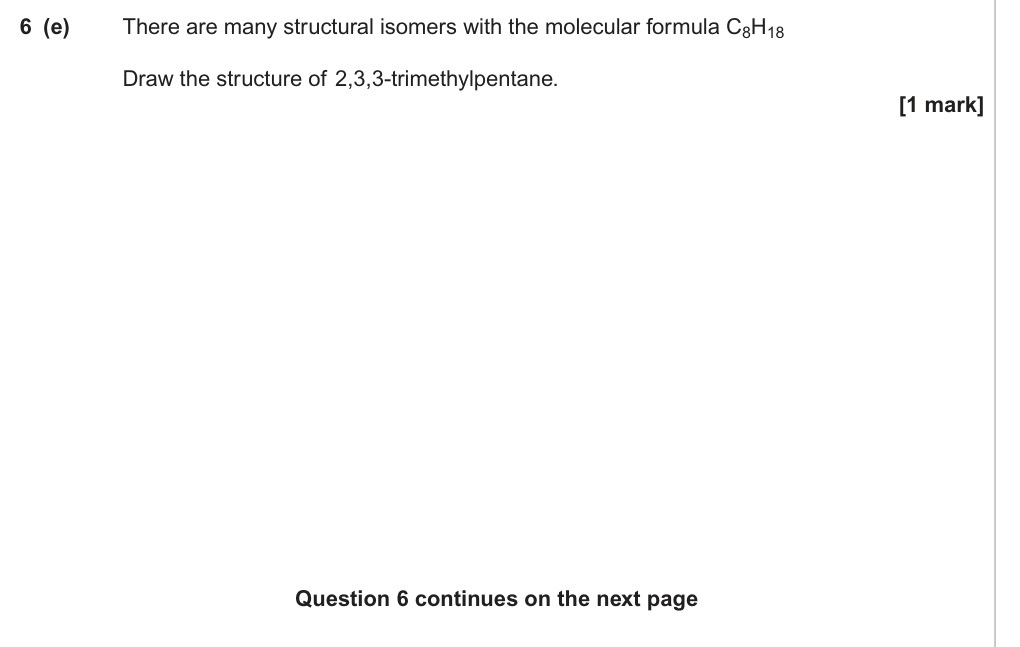 6 (e) There are many structural isomers with the molecular formula C₈H₁₈
Draw the structure of 2,3,3-trimethylpentane.
[1 mark]
Question 6 continues on the next page